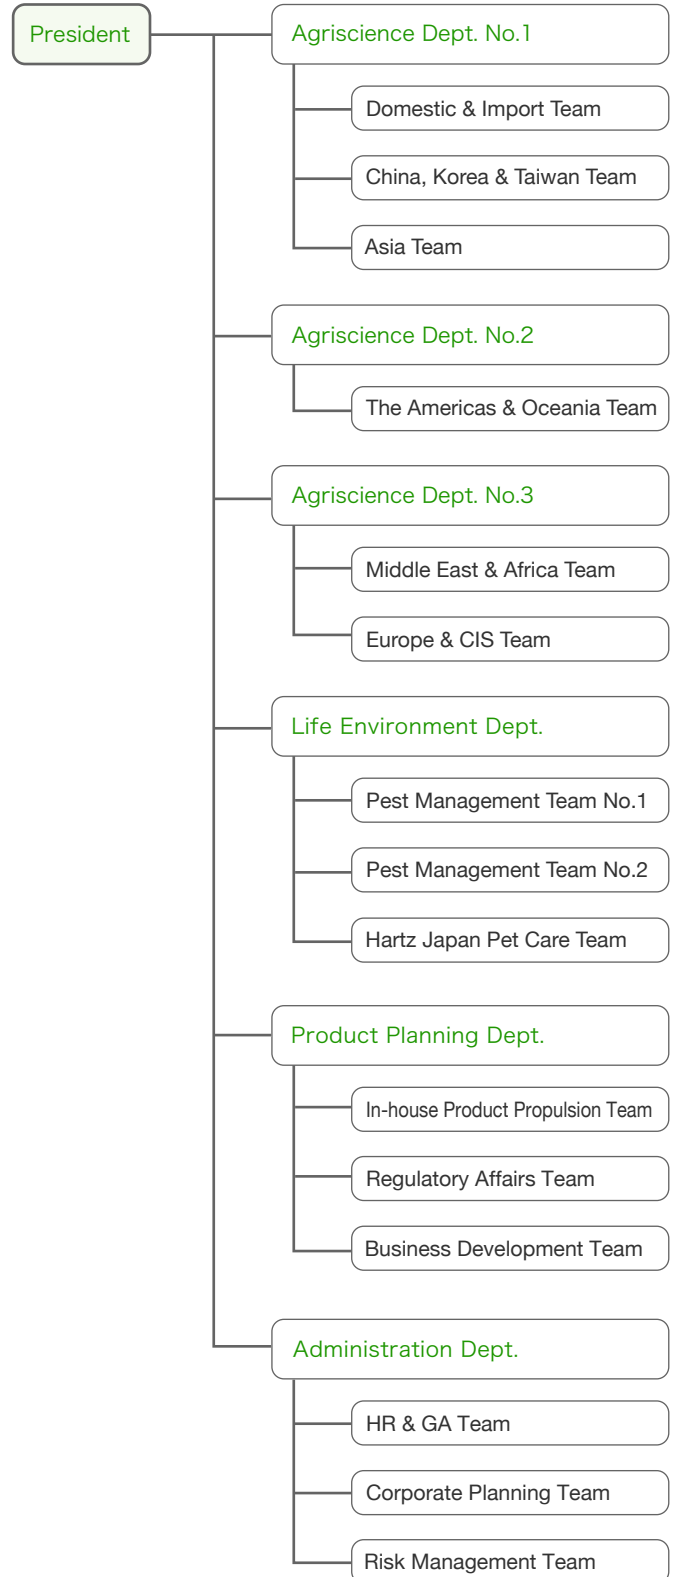 President
Agriscience Dept. No.1
Domestic & Import Team
China, Korea & Taiwan Team
Asia Team
Agriscience Dept. No.2
The Americas & Oceania Team
Agriscience Dept. No.3
Middle East & Africa Team
Europe & CIS Team
Life Environment Dept.
Pest Management Team No.1
Pest Management Team No.2
Hartz Japan Pet Care Team
Product Planning Dept.
In-house Product Propulsion Team
Regulatory Affairs Team
Business Development Team
Administration Dept.
HR & GA Team
Corporate Planning Team
Risk Management Team